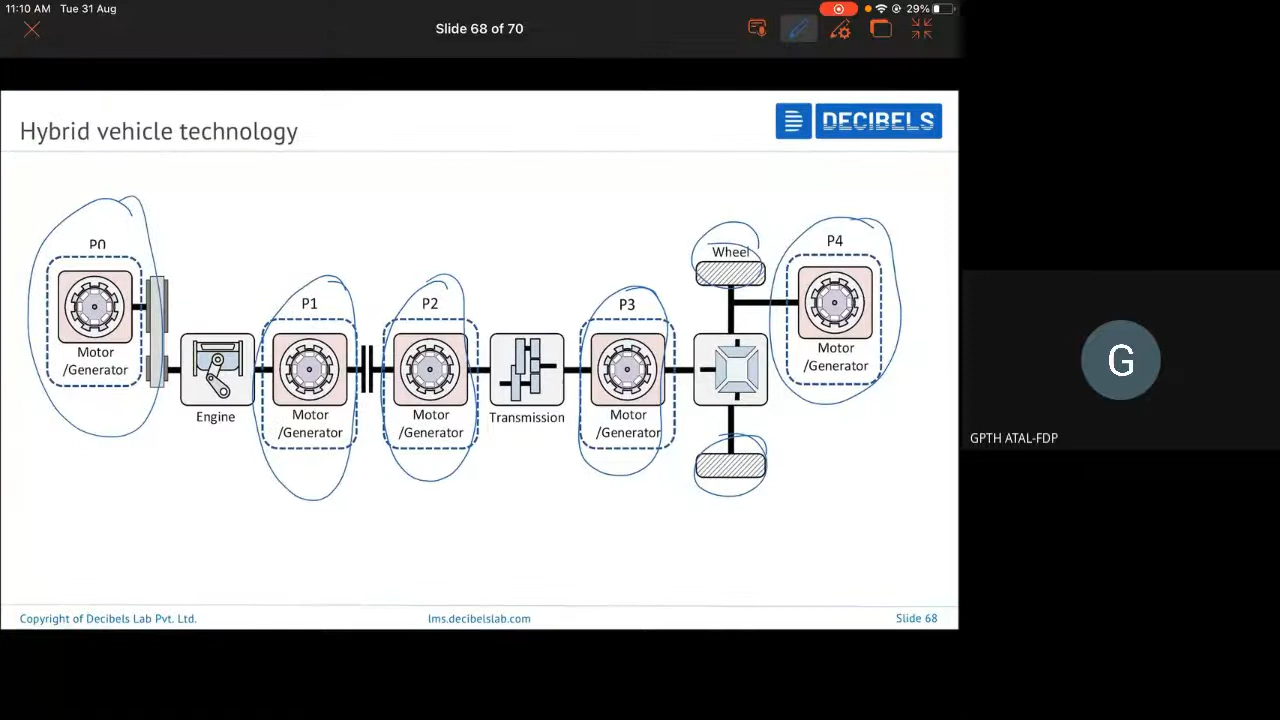 11:10 AM Tue 31 Aug
29%
Slide 68 of 70
Hybrid vehicle technology
DECIBELS
P0
Motor
/Generator
Engine
P1
Motor
/Generator
P2
Motor
/Generator
Transmission
P3
Motor
/Generator
Wheel
P4
Motor
/Generator
G
GPTH ATAL-FDP
Copyright of Decibels Lab Pvt. Ltd.
lms.decibelslab.com
Slide 68